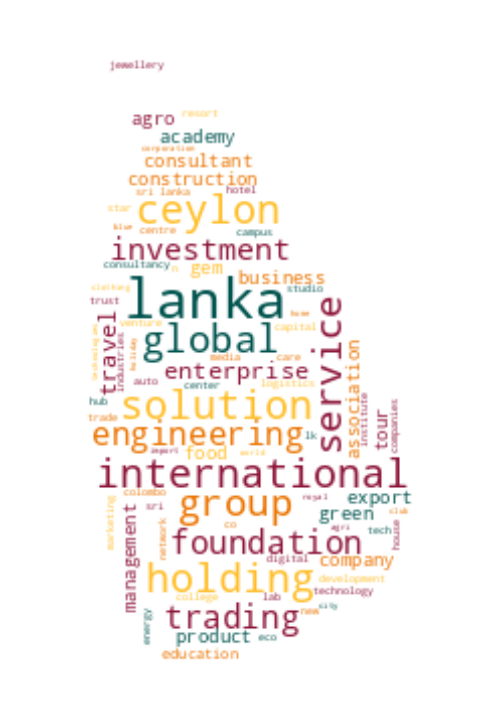 jewellery
resort
agro
academy
corporation
consultant
construction
sri lanka
hotel
star
ceylon
blue
centre
campus
investment
consultancy
n
gem
business
clothing
lanka
studio
trust
service
travel
technologies
industries
venture
global
home
capital
holiday
media
care
enterprise
association
auto
center
logistics
hub
solution
institute
companies
trade
tour
engineering
lk
import
food
world
international
marketing
colombo
sri
group
royal
export
management
network
co
green
agri
tech
club
house
foundation
digital
company
holding
development
technology
college
lab
city
energy
trading
new
product
eco
education